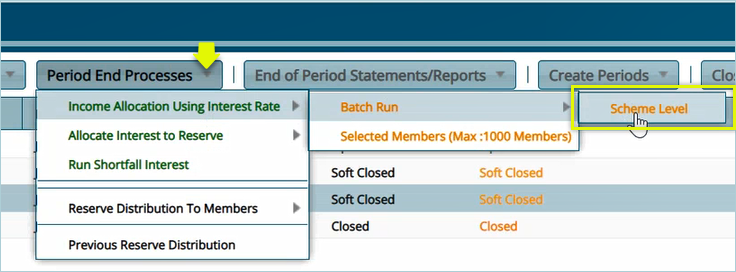 Period End Processes
End of Period Statements/Reports
Create Periods
Clo
Income Allocation Using Interest Rate
Batch Run
Scheme Level
Allocate Interest to Reserve
Selected Members (Max :1000 Members)
Run Shortfall Interest
Soft Closed
Soft Closed
Reserve Distribution To Members
Soft Closed
Soft Closed
Closed
Closed
Previous Reserve Distribution